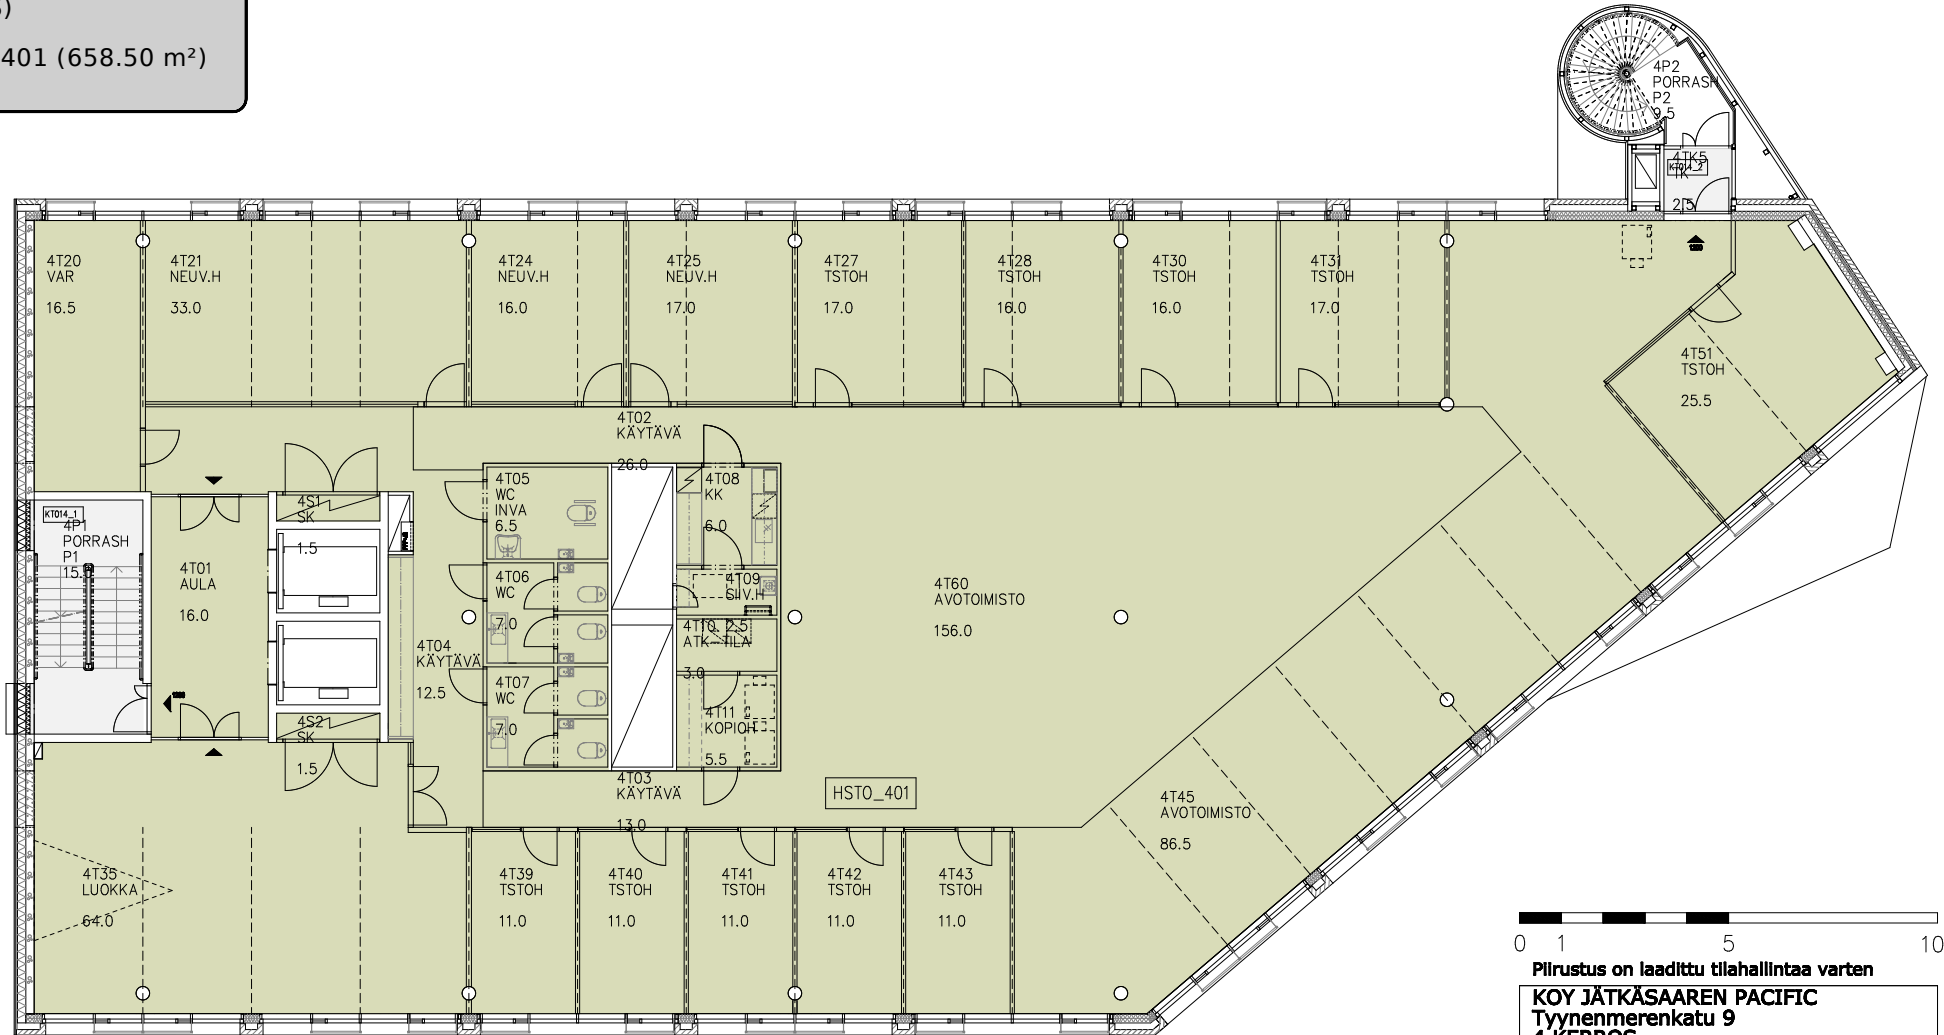 401 (658.50 m²)
4P2
PORRASH
P2
9.5
4TK5
TK
2.5
KT014_2
4T20
VAR
16.5
4T21
NEUV.H
33.0
4T24
NEUV.H
16.0
4T25
NEUV.H
17.0
4T27
TSTOH
17.0
4T28
TSTOH
16.0
4T30
TSTOH
16.0
4T31
TSTOH
17.0
4T51
TSTOH
25.5
4T02
KÄYTÄVÄ
26.0
KT014_1
4P1
PORRASH
P1
4T01
AULA
16.0
4S1
SK
1.5
4S2
SK
1.5
4T04
KÄYTÄVÄ
12.5
4T05
WC
INVA
6.5
4T06
WC
7.0
4T07
WC
7.0
4T08
KK
6.0
4T09
SIIV.H
2.5
4T10
ATK-TILA
3.0
4T11
KOPIOH
5.5
4T03
KÄYTÄVÄ
13.0
4T60
AVOTOIMISTO
156.0
HSTO_401
4T45
AVOTOIMISTO
86.5
4T35
LUOKKA
64.0
4T39
TSTOH
11.0
4T40
TSTOH
11.0
4T41
TSTOH
11.0
4T42
TSTOH
11.0
4T43
TSTOH
11.0
0 1 5 10
Piirustus on laadittu tilahallintaa varten
KOY JÄTKÄSAAREN PACIFIC
Tyynenmerenkatu 9
4.KERROS